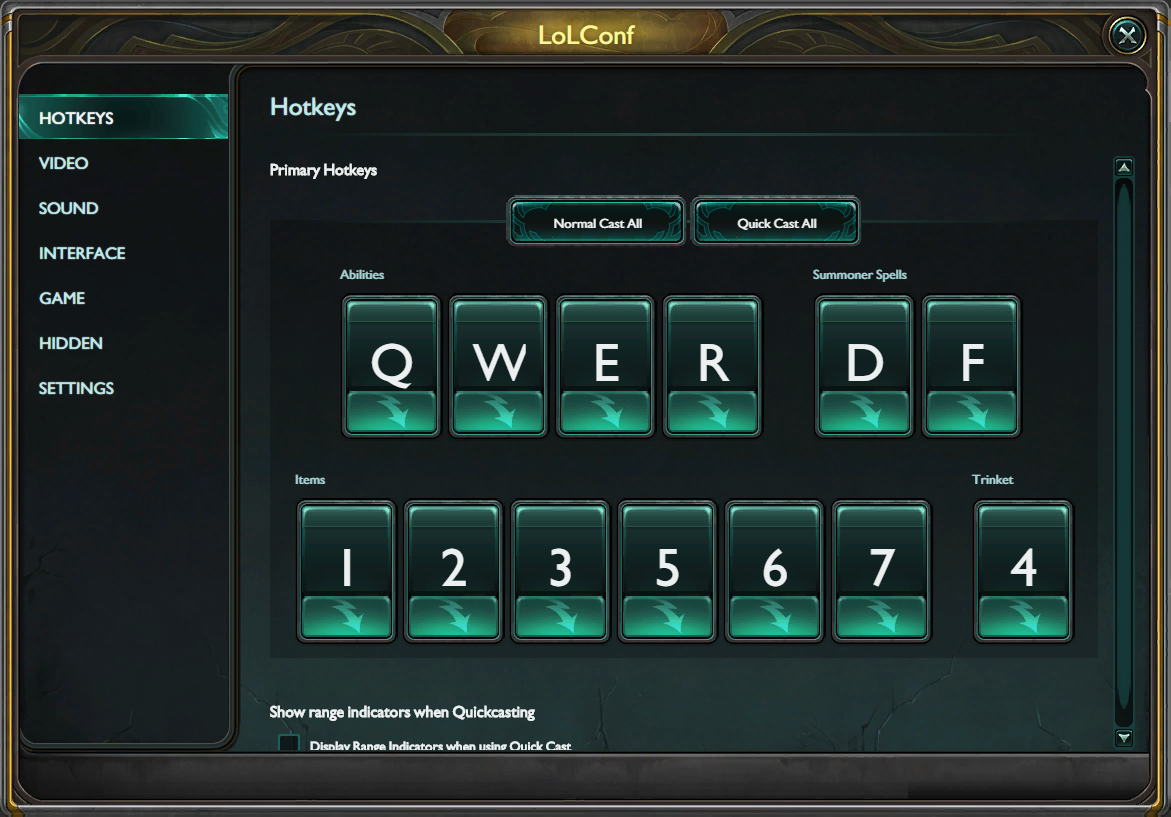 LoLConf
HOTKEYS
VIDEO
SOUND
INTERFACE
GAME
HIDDEN
SETTINGS
Hotkeys
Primary Hotkeys
Normal Cast All Quick Cast All
Abilities Summoner Spells
Q W E R D F
Items Trinket
1 2 3 5 6 7 4
Show range indicators when Quickcasting
Display Range Indicators when using Quick Cast